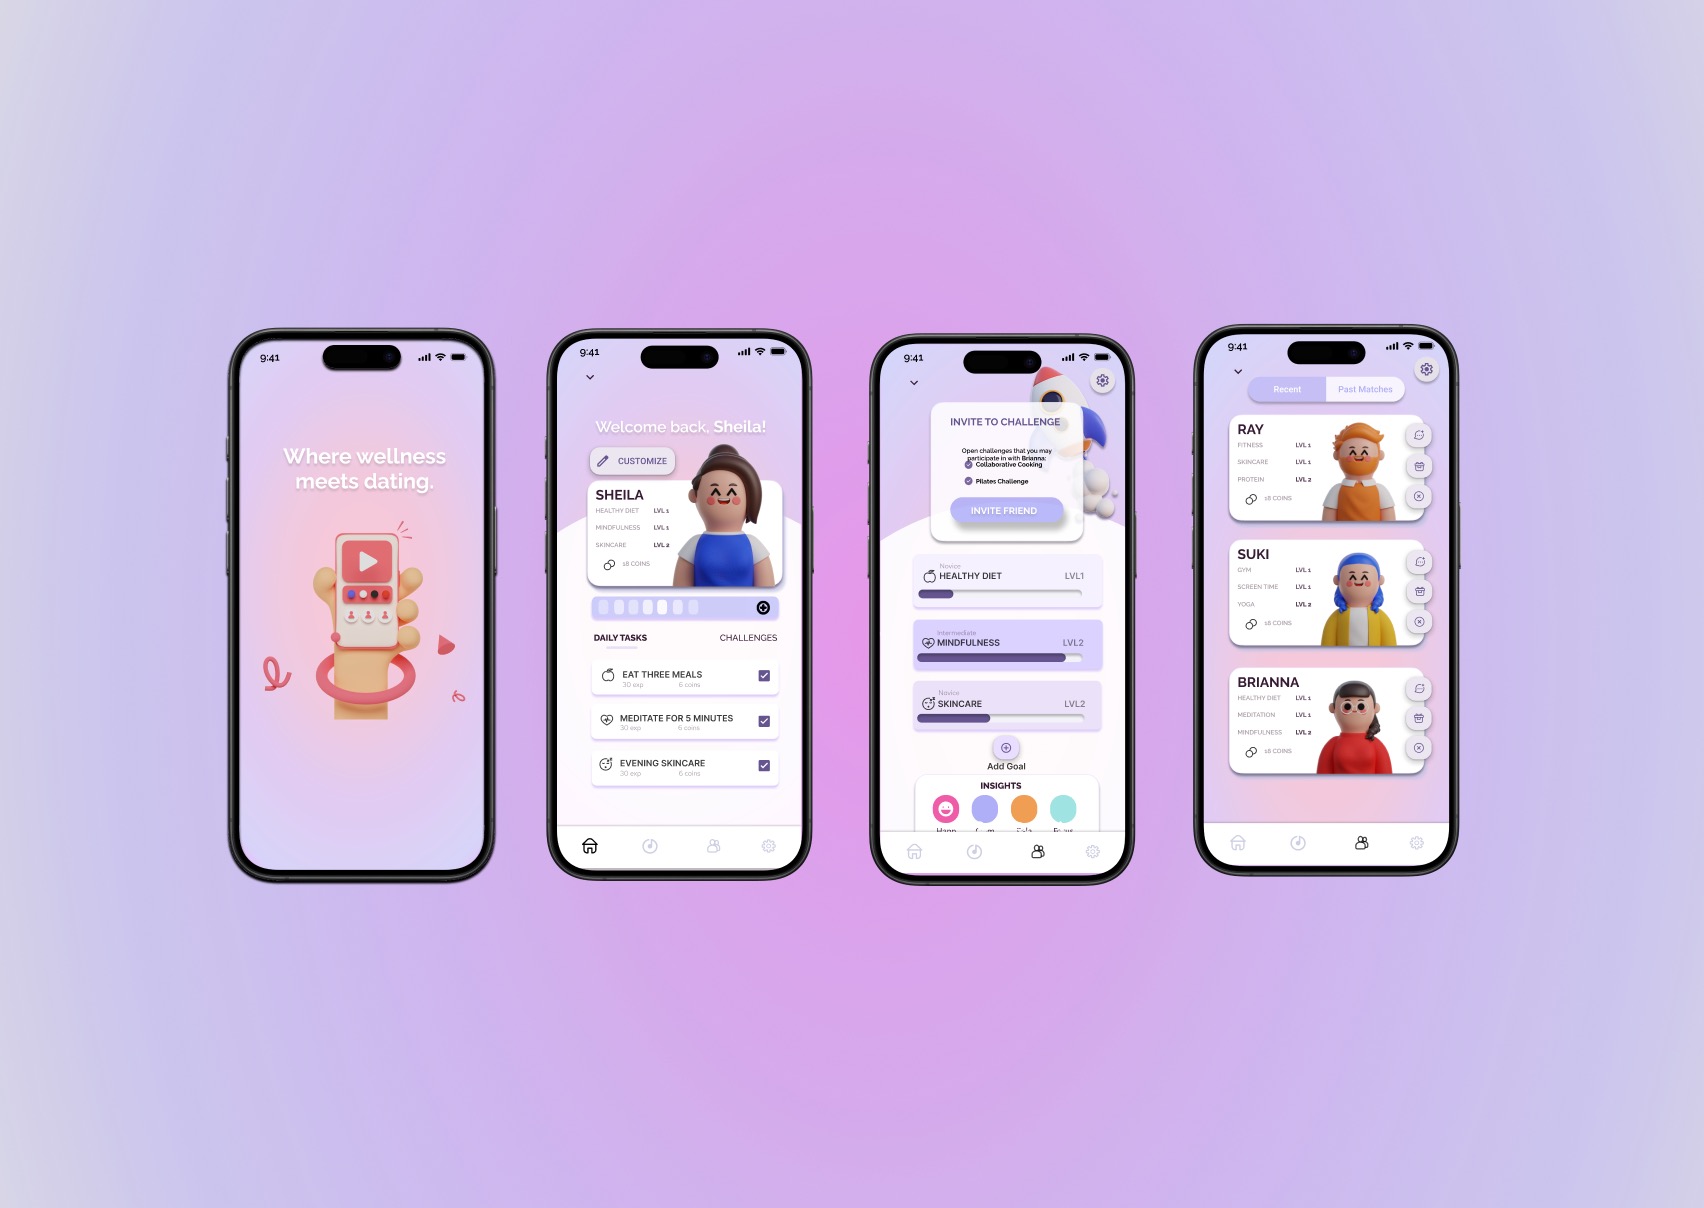 9:41
Where wellness
meets dating.
9:41
Welcome back, Sheila!
CUSTOMIZE
SHEILA
HEALTHY DIET LVL 1
MINDFULNESS LVL 1
SKINCARE LVL 2
18 COINS
DAILY TASKS CHALLENGES
EAT THREE MEALS
30 exp 6 coins
MEDITATE FOR 5 MINUTES
30 exp 6 coins
EVENING SKINCARE
30 exp 6 coins
9:41
INVITE TO CHALLENGE
Open challenges that you may
participate in with Brianna:
Collaborative Cooking
Pilates Challenge
INVITE FRIEND
Novice
HEALTHY DIET LVL1
Intermediate
MINDFULNESS LVL2
Novice
SKINCARE LVL2
Add Goal
INSIGHTS
9:41
Recent Past Matches
RAY
FITNESS LVL 1
SKINCARE LVL 1
PROTEIN LVL 2
18 COINS
SUKI
GYM LVL 1
SCREEN TIME LVL 1
YOGA LVL 2
18 COINS
BRIANNA
HEALTHY DIET LVL 1
MEDITATION LVL 1
MINDFULNESS LVL 2
18 COINS